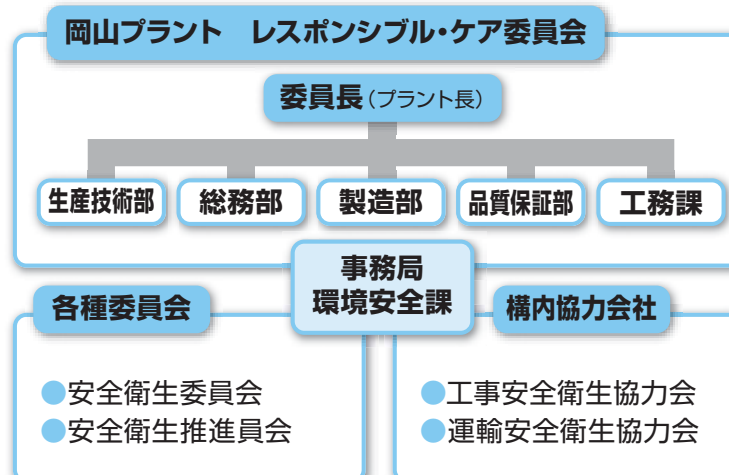 岡山プラント　レスポンシブル・ケア委員会
委員長（プラント長）
生産技術部
総務部
製造部
品質保証部
工務課
事務局
環境安全課
各種委員会
●安全衛生委員会
●安全衛生推進員会
構内協力会社
●工事安全衛生協力会
●運輸安全衛生協力会